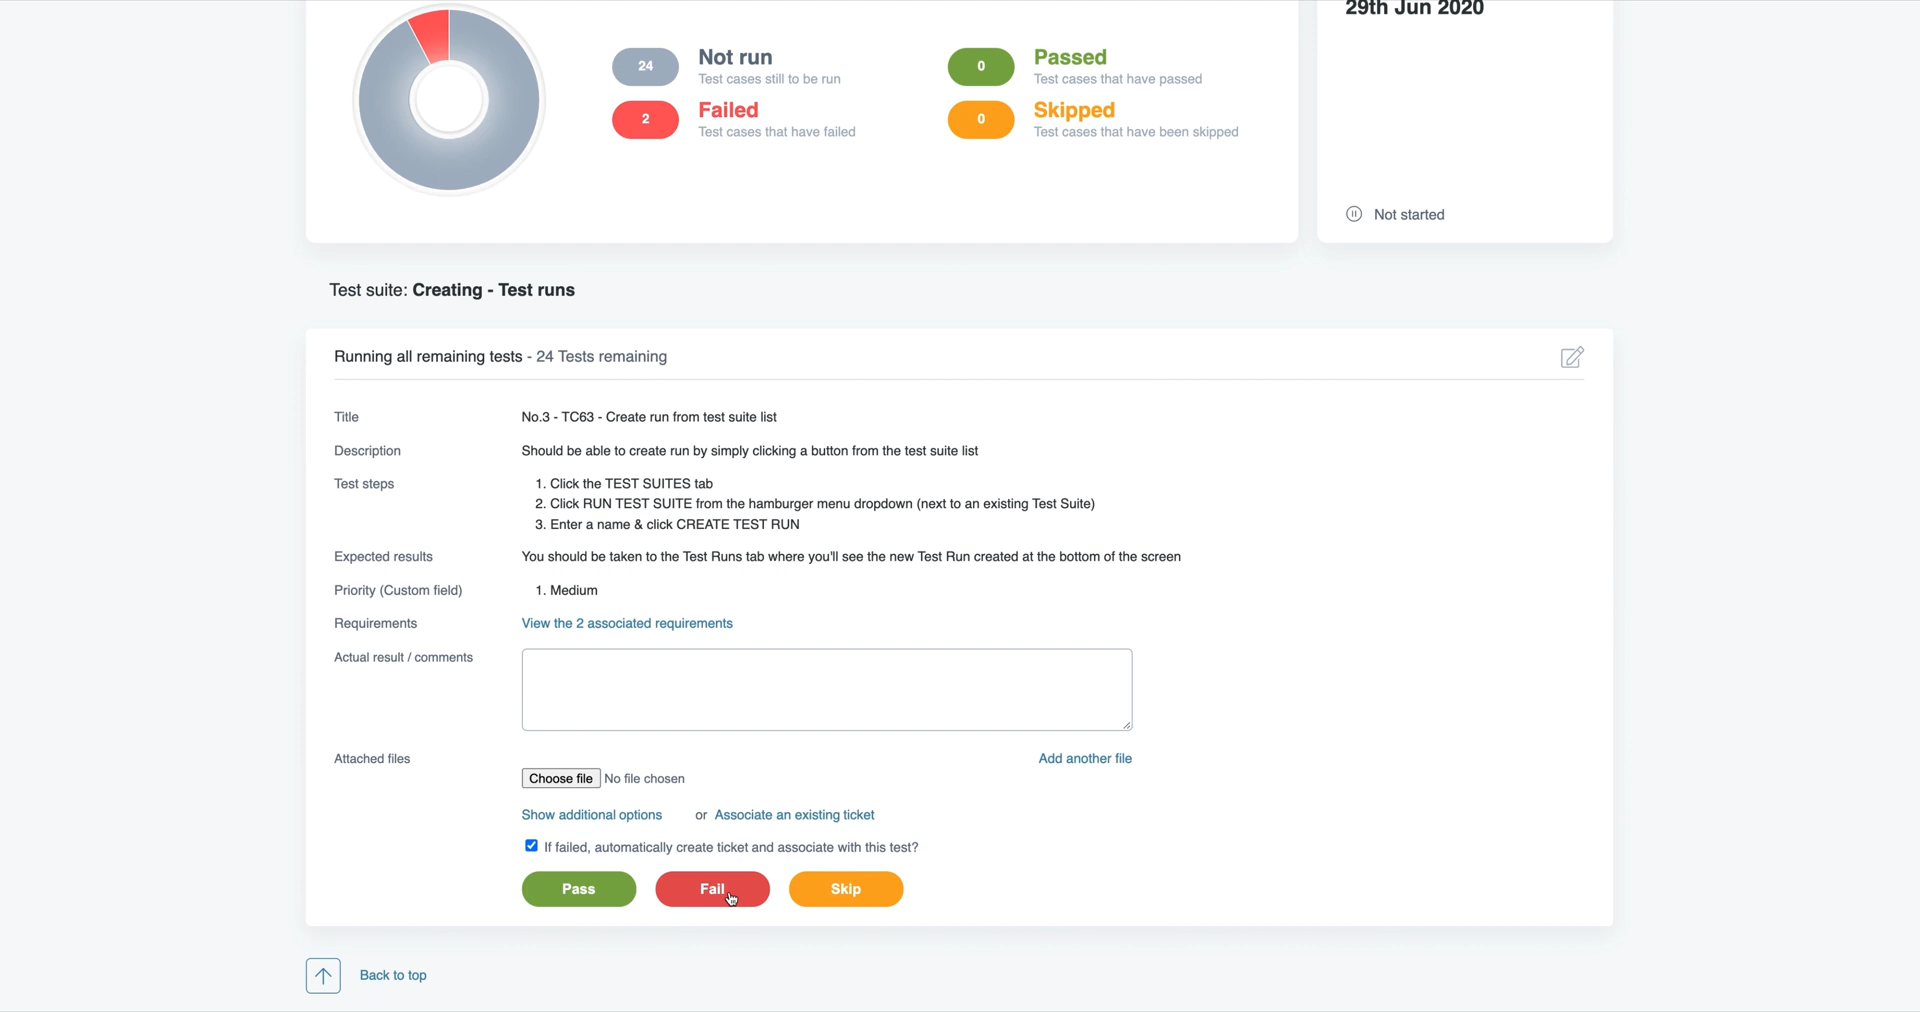 29th Jun 2020
24
Not run
Test cases still to be run
0
Passed
Test cases that have passed
2
Failed
Test cases that have failed
0
Skipped
Test cases that have been skipped
Not started
Test suite: Creating - Test runs
Running all remaining tests - 24 Tests remaining
Title
No.3 - TC63 - Create run from test suite list
Description
Should be able to create run by simply clicking a button from the test suite list
Test steps
1. Click the TEST SUITES tab
2. Click RUN TEST SUITE from the hamburger menu dropdown (next to an existing Test Suite)
3. Enter a name & click CREATE TEST RUN
Expected results
You should be taken to the Test Runs tab where you'll see the new Test Run created at the bottom of the screen
Priority (Custom field)
1. Medium
Requirements
View the 2 associated requirements
Actual result / comments
Attached files
Add another file
Choose file No file chosen
Show additional options or Associate an existing ticket
If failed, automatically create ticket and associate with this test?
Pass
Fail
Skip
Back to top